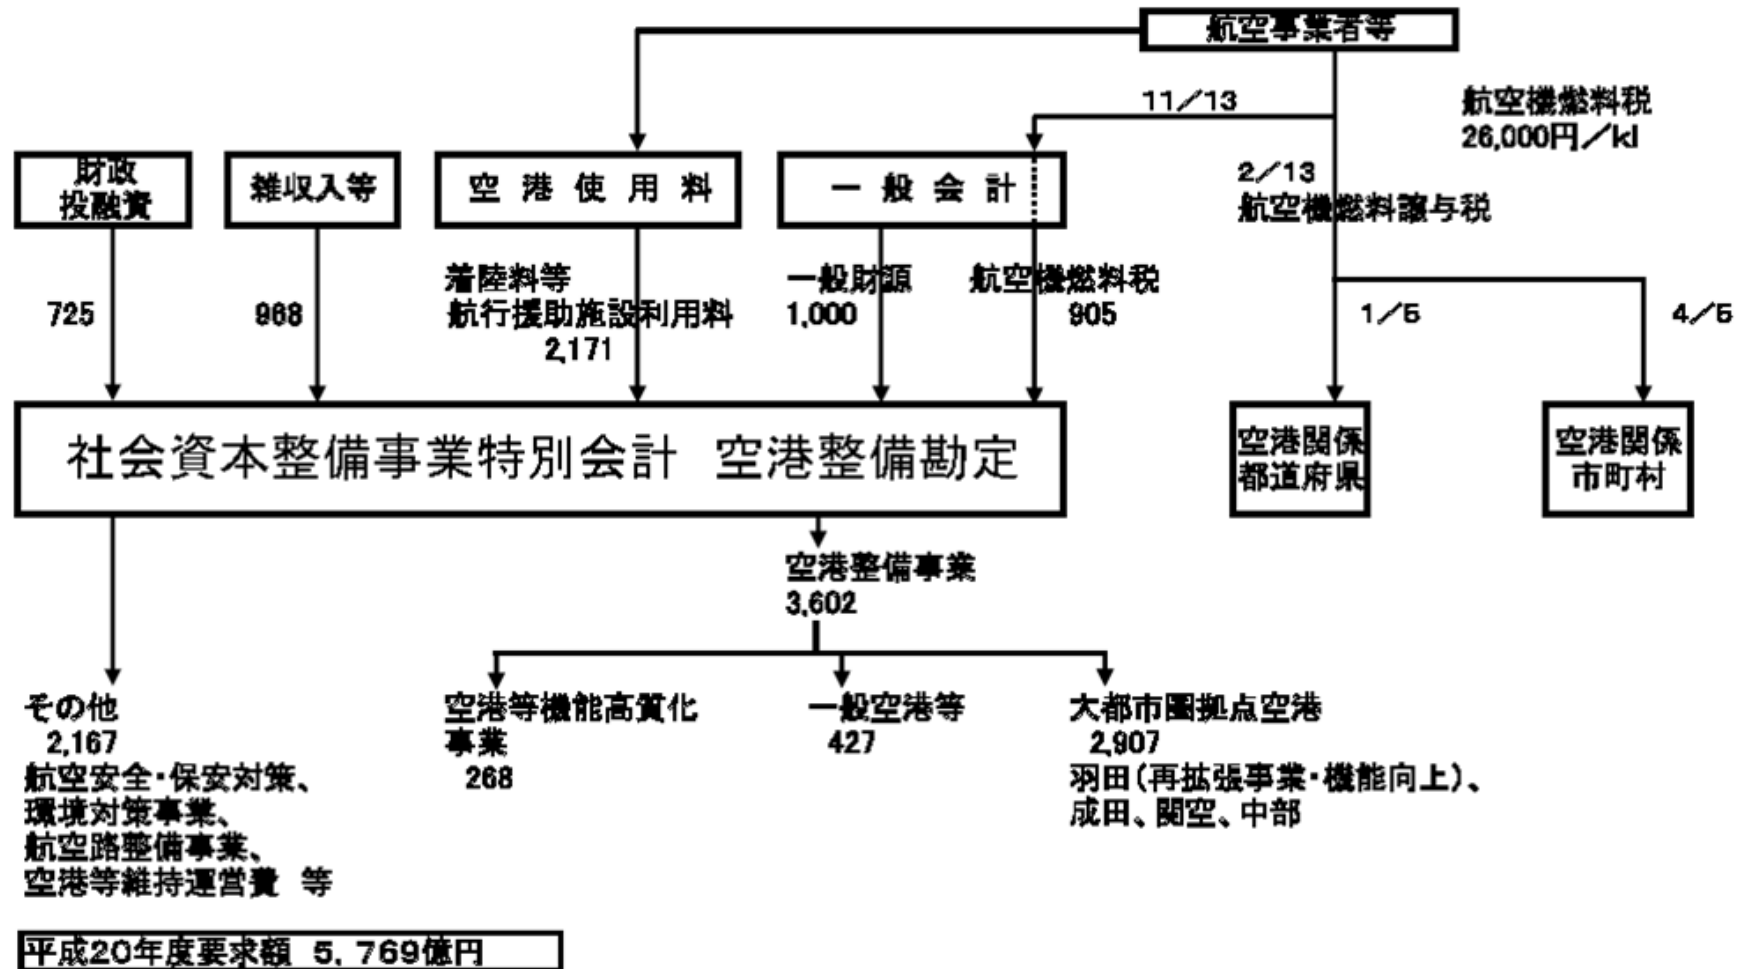 航空事業者等
11／13
航空機燃料税
26,000円／kl
財政
投融資
雑収入等
空港使用料
一般会計
2／13
航空機燃料譲与税
725
968
着陸料等
航行援助施設利用料
2,171
一般財源
1,000
航空機燃料税
905
1／5
4／5
社会資本整備事業特別会計　空港整備勘定
空港関係
都道府県
空港関係
市町村
空港整備事業
3,602
その他
2,167
航空安全・保安対策、
環境対策事業、
航空路整備事業、
空港等維持運営費　等
空港等機能高質化
事業
268
一般空港等
427
大都市圏拠点空港
2,907
羽田（再拡張事業・機能向上）、
成田、関空、中部
平成20年度要求額　5，769億円